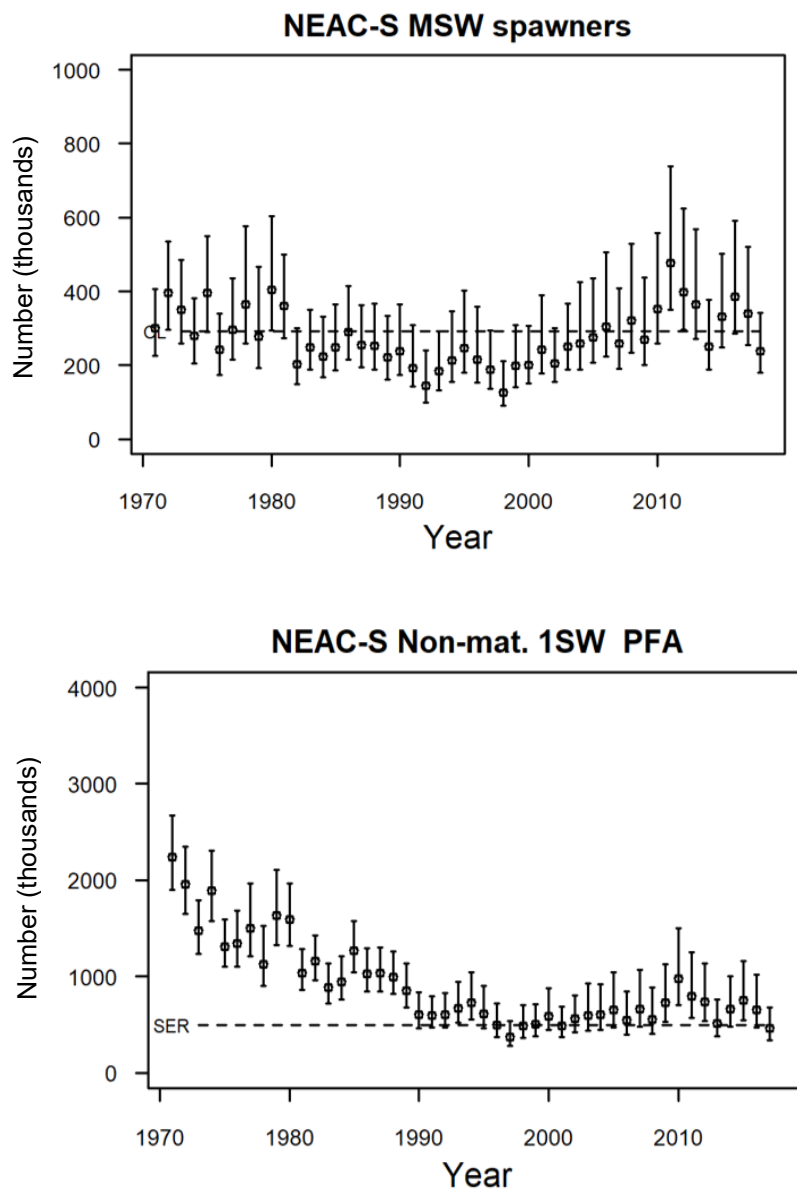 NEAC-S MSW spawners
Number (thousands)
1000
800
600
400
200
0
CL
1970
1980
1990
2000
2010
Year
NEAC-S Non-mat. 1SW PFA
Number (thousands)
4000
3000
2000
1000
0
SER
1970
1980
1990
2000
2010
Year